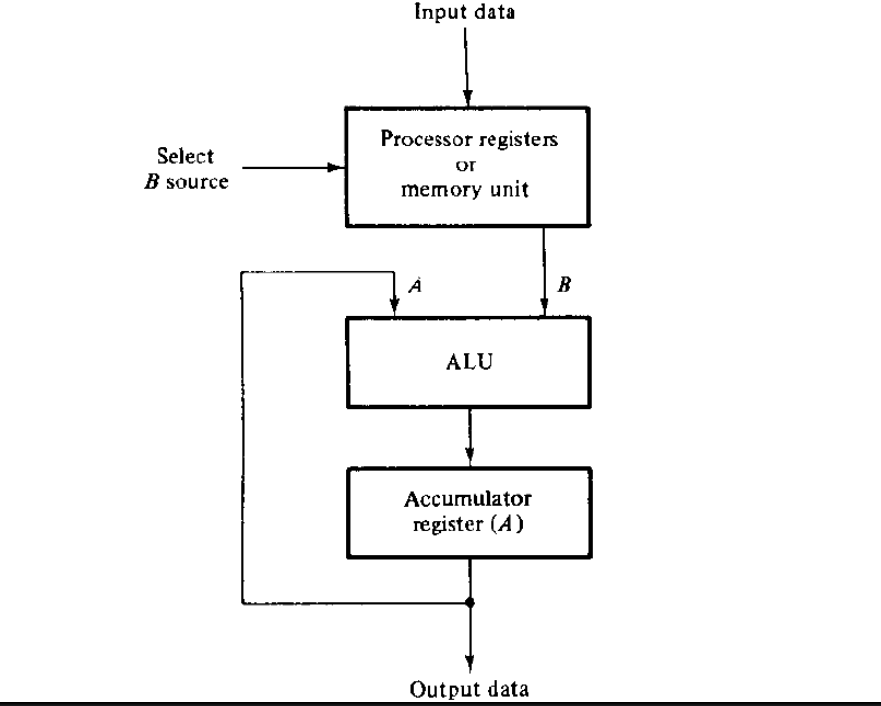 Input data
Processor registers
or
memory unit
Select
B source
A
B
ALU
Accumulator
register (A)
Output data